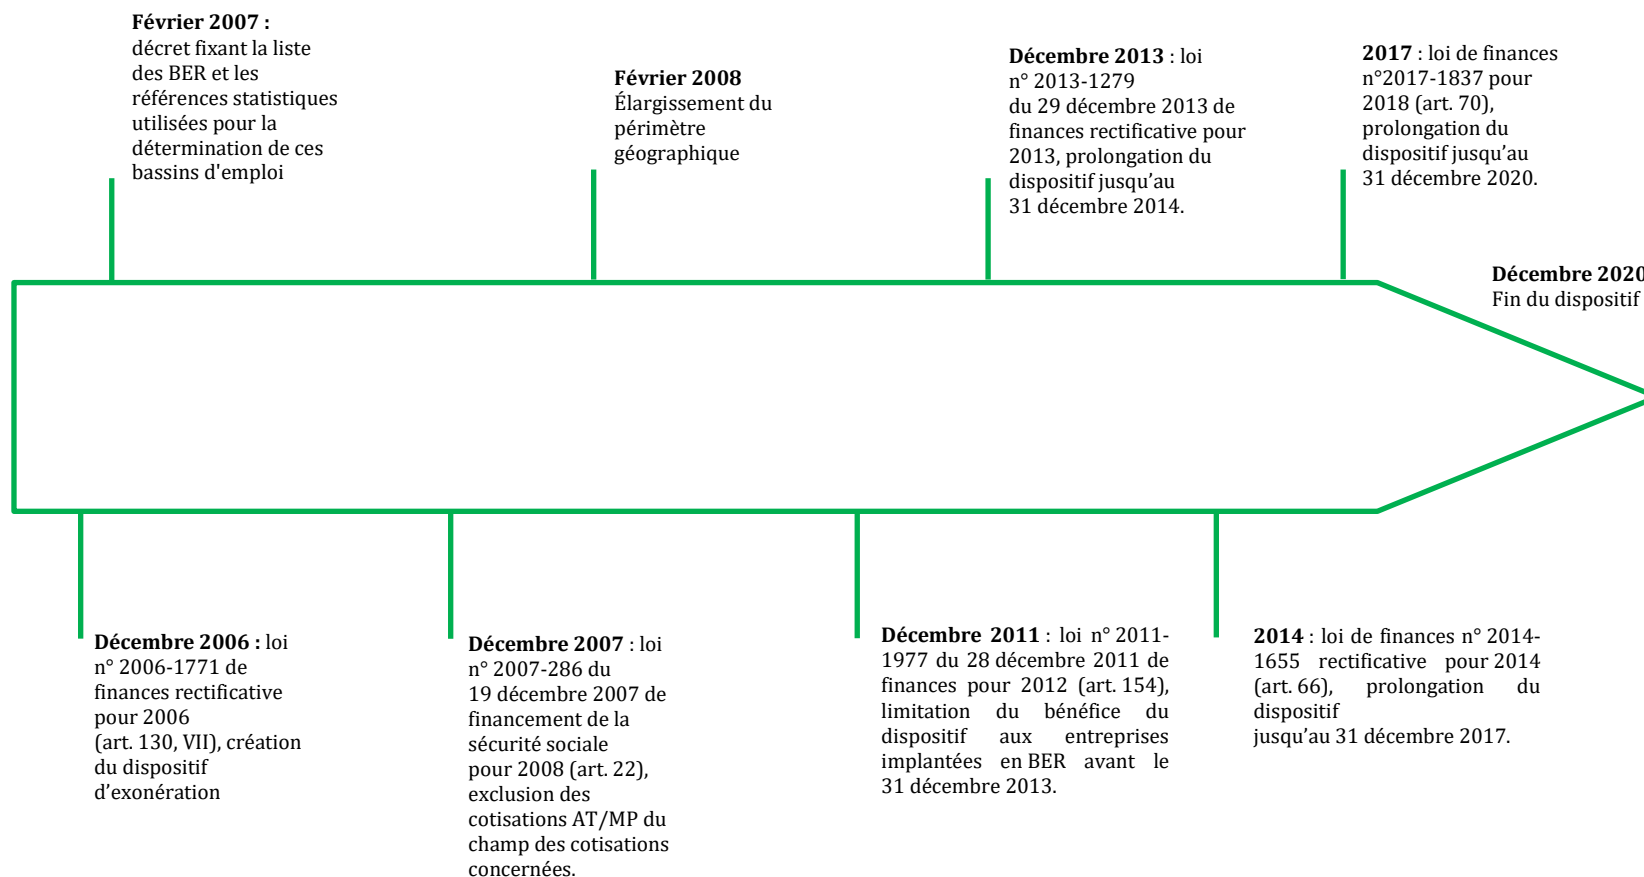 Février 2007 :
décret fixant la liste
des BER et les
références statistiques
utilisées pour la
détermination de ces
bassins d'emploi
Février 2008
Élargissement du
périmètre
géographique
Décembre 2013 : loi
n° 2013-1279
du 29 décembre 2013 de
finances rectificative pour
2013, prolongation du
dispositif jusqu’au
31 décembre 2014.
2017 : loi de finances
n°2017-1837 pour
2018 (art. 70),
prolongation du
dispositif jusqu’au
31 décembre 2020.
Décembre 2020
Fin du dispositif
Décembre 2006 : loi
n° 2006-1771 de
finances rectificative
pour 2006
(art. 130, VII), création
du dispositif
d’exonération
Décembre 2007 : loi
n° 2007-286 du
19 décembre 2007 de
financement de la
sécurité sociale
pour 2008 (art. 22),
exclusion des
cotisations AT/MP du
champ des cotisations
concernées.
Décembre 2011 : loi n° 2011-
1977 du 28 décembre 2011 de
finances pour 2012 (art. 154),
limitation du bénéfice du
dispositif aux entreprises
implantées en BER avant le
31 décembre 2013.
2014 : loi de finances n° 2014-
1655 rectificative pour 2014
(art. 66), prolongation du
dispositif
jusqu’au 31 décembre 2017.